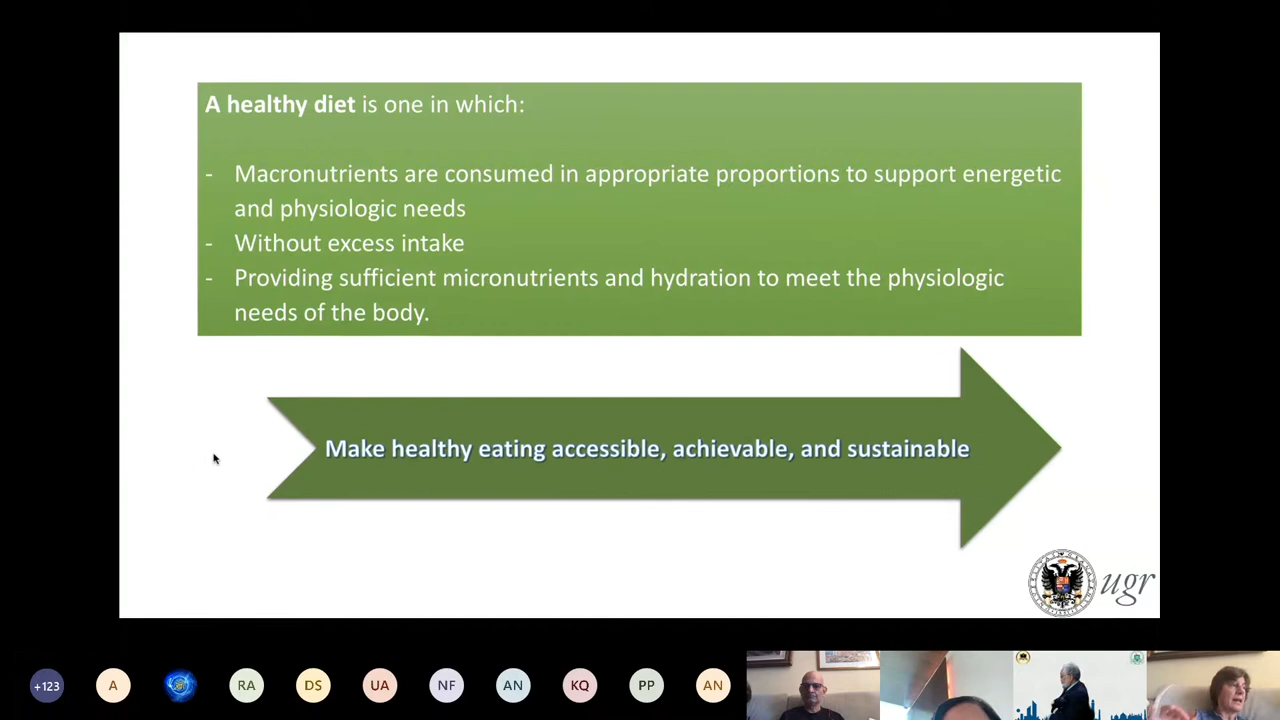 A healthy diet is one in which:
- Macronutrients are consumed in appropriate proportions to support energetic
and physiologic needs
- Without excess intake
- Providing sufficient micronutrients and hydration to meet the physiologic
needs of the body.
Make healthy eating accessible, achievable, and sustainable
ugr
+123
A
RA
DS
UA
NF
AN
KQ
PP
AN